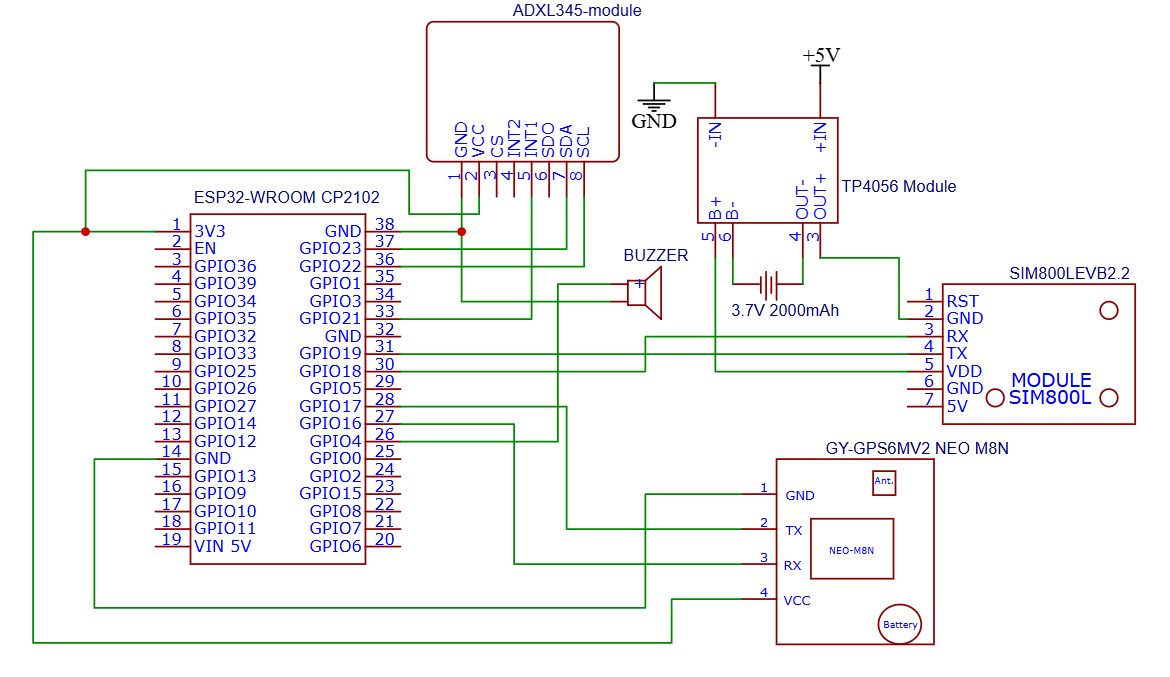 ADXL345-module
GND
VCC
CS
INT2
INT1
SDO
SDA
SCL
1
2
3
4
5
6
7
8
+5V
GND
-IN
+IN
B+
B-
OUT-
OUT+
5
6
4
3
TP4056 Module
3.7V 2000mAh
BUZZER
+
ESP32-WROOM CP2102
1 3V3
2 EN
3 GPIO36
4 GPIO39
5 GPIO34
6 GPIO35
7 GPIO32
8 GPIO33
9 GPIO25
10 GPIO26
11 GPIO27
12 GPIO14
13 GPIO12
14 GND
15 GPIO13
16 GPIO9
17 GPIO10
18 GPIO11
19 VIN 5V
GND 38
GPIO23 37
GPIO22 36
GPIO1 35
GPIO3 34
GPIO21 33
GND 32
GPIO19 31
GPIO18 30
GPIO5 29
GPIO17 28
GPIO16 27
GPIO4 26
GPIO0 25
GPIO2 24
GPIO15 23
GPIO8 22
GPIO7 21
GPIO6 20
SIM800LEVB2.2
1 RST
2 GND
3 RX
4 TX
5 VDD
6 GND
7 5V
MODULE
SIM800L
GY-GPS6MV2 NEO M8N
1 GND
2 TX
3 RX
4 VCC
Ant.
NEO-M8N
Battery